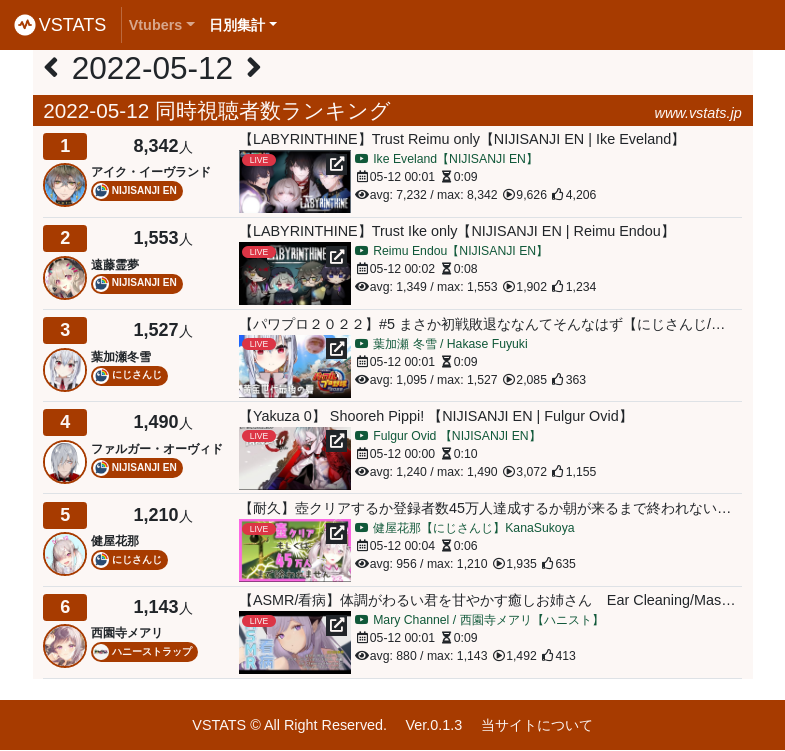 VSTATS Vtubers 日別集計
2022-05-12
2022-05-12 同時視聴者数ランキング www.vstats.jp
1 8,342人
アイク・イーヴランド
NIJISANJI EN
【LABYRINTHINE】Trust Reimu only【NIJISANJI EN | Ike Eveland】
LIVE
LABYRINTHINE
Ike Eveland【NIJISANJI EN】
05-12 00:01 0:09
avg: 7,232 / max: 8,342 9,626 4,206
2 1,553人
遠藤霊夢
NIJISANJI EN
【LABYRINTHINE】Trust Ike only【NIJISANJI EN | Reimu Endou】
LIVE
LABYRINTHINE
Reimu Endou【NIJISANJI EN】
05-12 00:02 0:08
avg: 1,349 / max: 1,553 1,902 1,234
3 1,527人
葉加瀬冬雪
にじさんじ
【パワプロ２０２２】#5 まさか初戦敗退ななんてそんなはず【にじさんじ/…
LIVE
黄金世代最後の夏
葉加瀬 冬雪 / Hakase Fuyuki
05-12 00:01 0:09
avg: 1,095 / max: 1,527 2,085 363
4 1,490人
ファルガー・オーヴィド
NIJISANJI EN
【Yakuza 0】 Shooreh Pippi! 【NIJISANJI EN | Fulgur Ovid】
LIVE
Fulgur Ovid 【NIJISANJI EN】
05-12 00:00 0:10
avg: 1,240 / max: 1,490 3,072 1,155
5 1,210人
健屋花那
にじさんじ
【耐久】壺クリアするか登録者数45万人達成するか朝が来るまで終われない…
LIVE
壺クリア
もしくは
45万人
健屋花那【にじさんじ】KanaSukoya
05-12 00:04 0:06
avg: 956 / max: 1,210 1,935 635
6 1,143人
西園寺メアリ
ハニーストラップ
【ASMR/看病】体調がわるい君を甘やかす癒しお姉さん　Ear Cleaning/Mas…
LIVE
Mary Channel / 西園寺メアリ【ハニスト】
05-12 00:01 0:09
avg: 880 / max: 1,143 1,492 413
VSTATS © All Right Reserved. Ver.0.1.3 当サイトについて